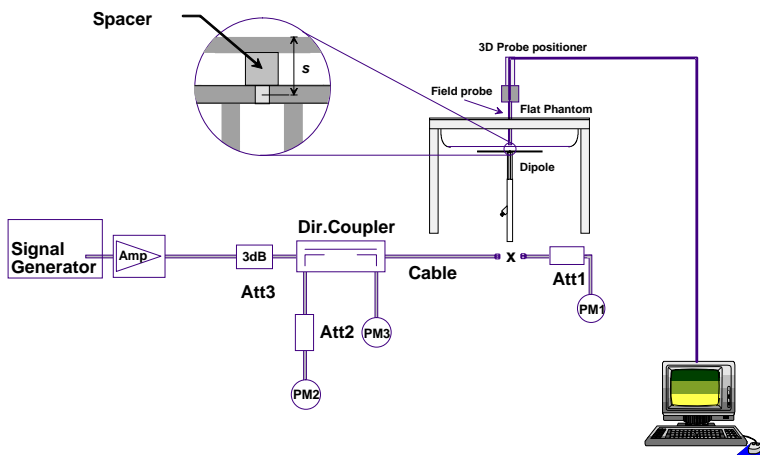 Spacer
s
3D Probe positioner
Field probe
Flat Phantom
Dipole
Signal
Generator
Amp
3dB
Att3
Dir.Coupler
Cable
x
Att1
PM1
Att2
PM3
PM2